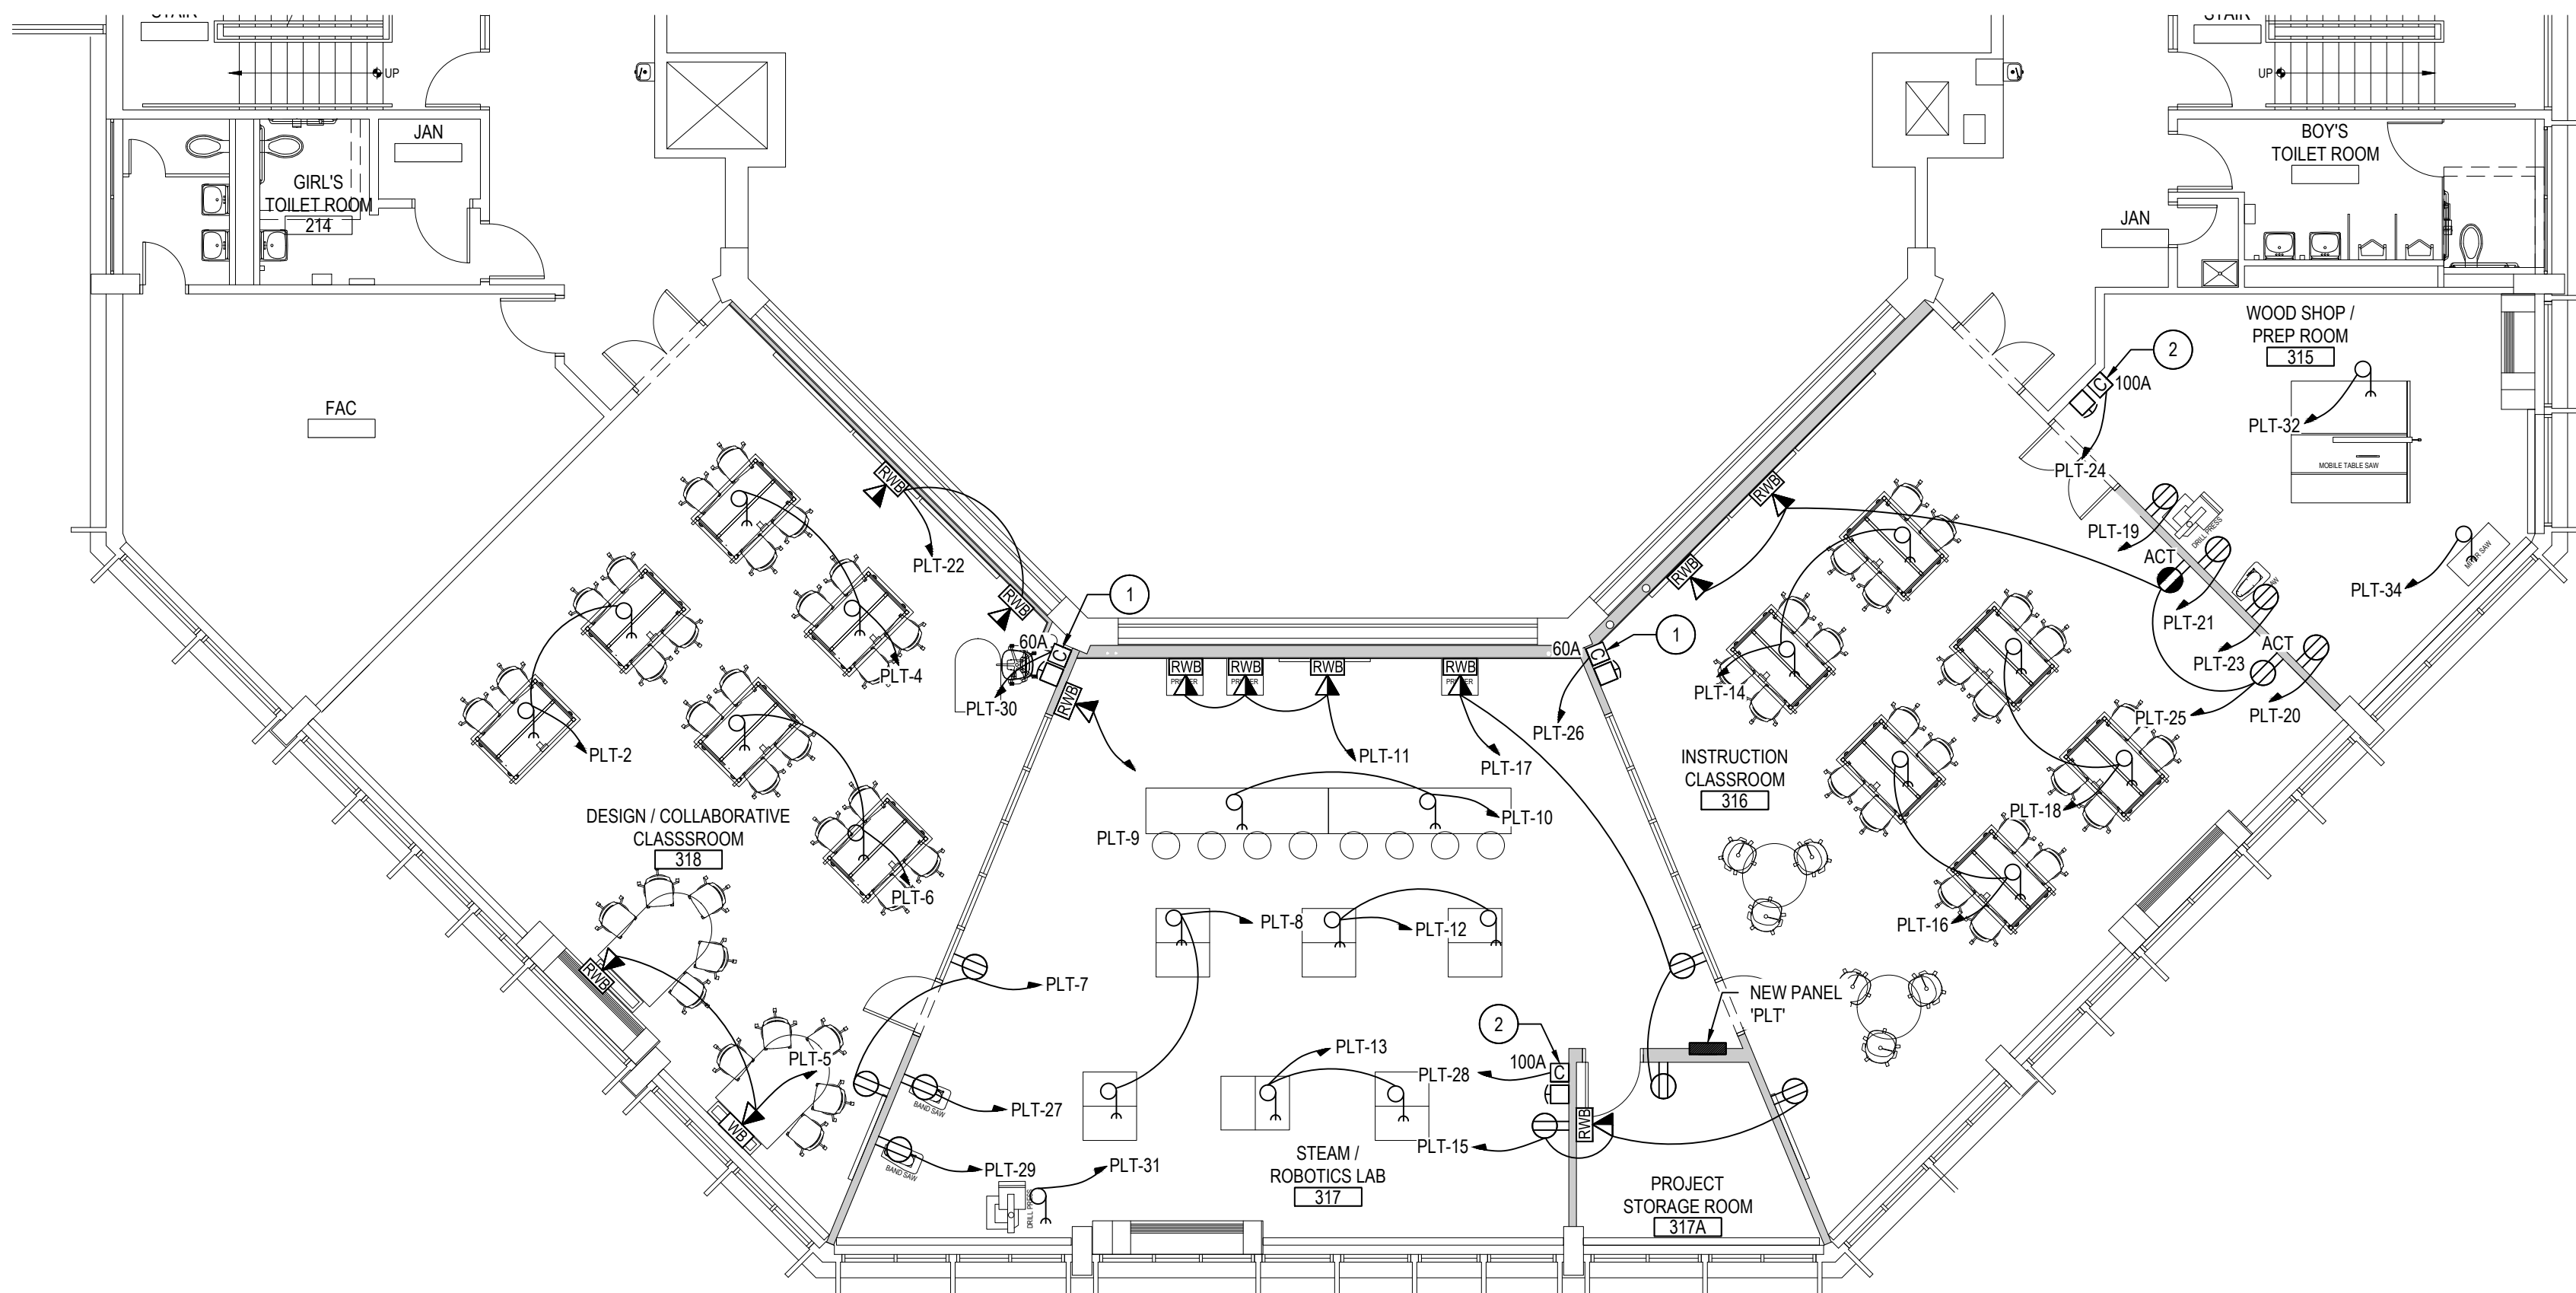 UP
UP
JAN
GIRL'S
TOILET ROOM
214
BOY'S
TOILET ROOM
JAN
FAC
WOOD SHOP /
PREP ROOM
315
2
C
100A
PLT-32
MOBILE TABLE SAW
PLT-24
RWB
RWB
PLT-22
PLT-19
DRILL PRESS
ACT
PLT-21
PLT-34
RWB
RWB
1
60A
C
1
60A
C
PLT-23
ACT
PLT-4
PLT-30
RWB
RWB
RWB
RWB
RWB
PLT-14
PLT-25
PLT-20
PLT-26
PLT-2
PLT-11
PLT-17
INSTRUCTION
CLASSROOM
316
DESIGN / COLLABORATIVE
CLASSSROOM
318
PLT-9
PLT-10
PLT-18
PLT-6
PLT-8
PLT-12
PLT-16
RWB
PLT-7
NEW PANEL
'PLT'
2
PLT-5
PLT-13
100A
C
PLT-28
BAND SAW
PLT-27
WB
RWB
PLT-15
BAND SAW
PLT-29
PLT-31
DRILL PRESS
STEAM /
ROBOTICS LAB
317
PROJECT
STORAGE ROOM
317A